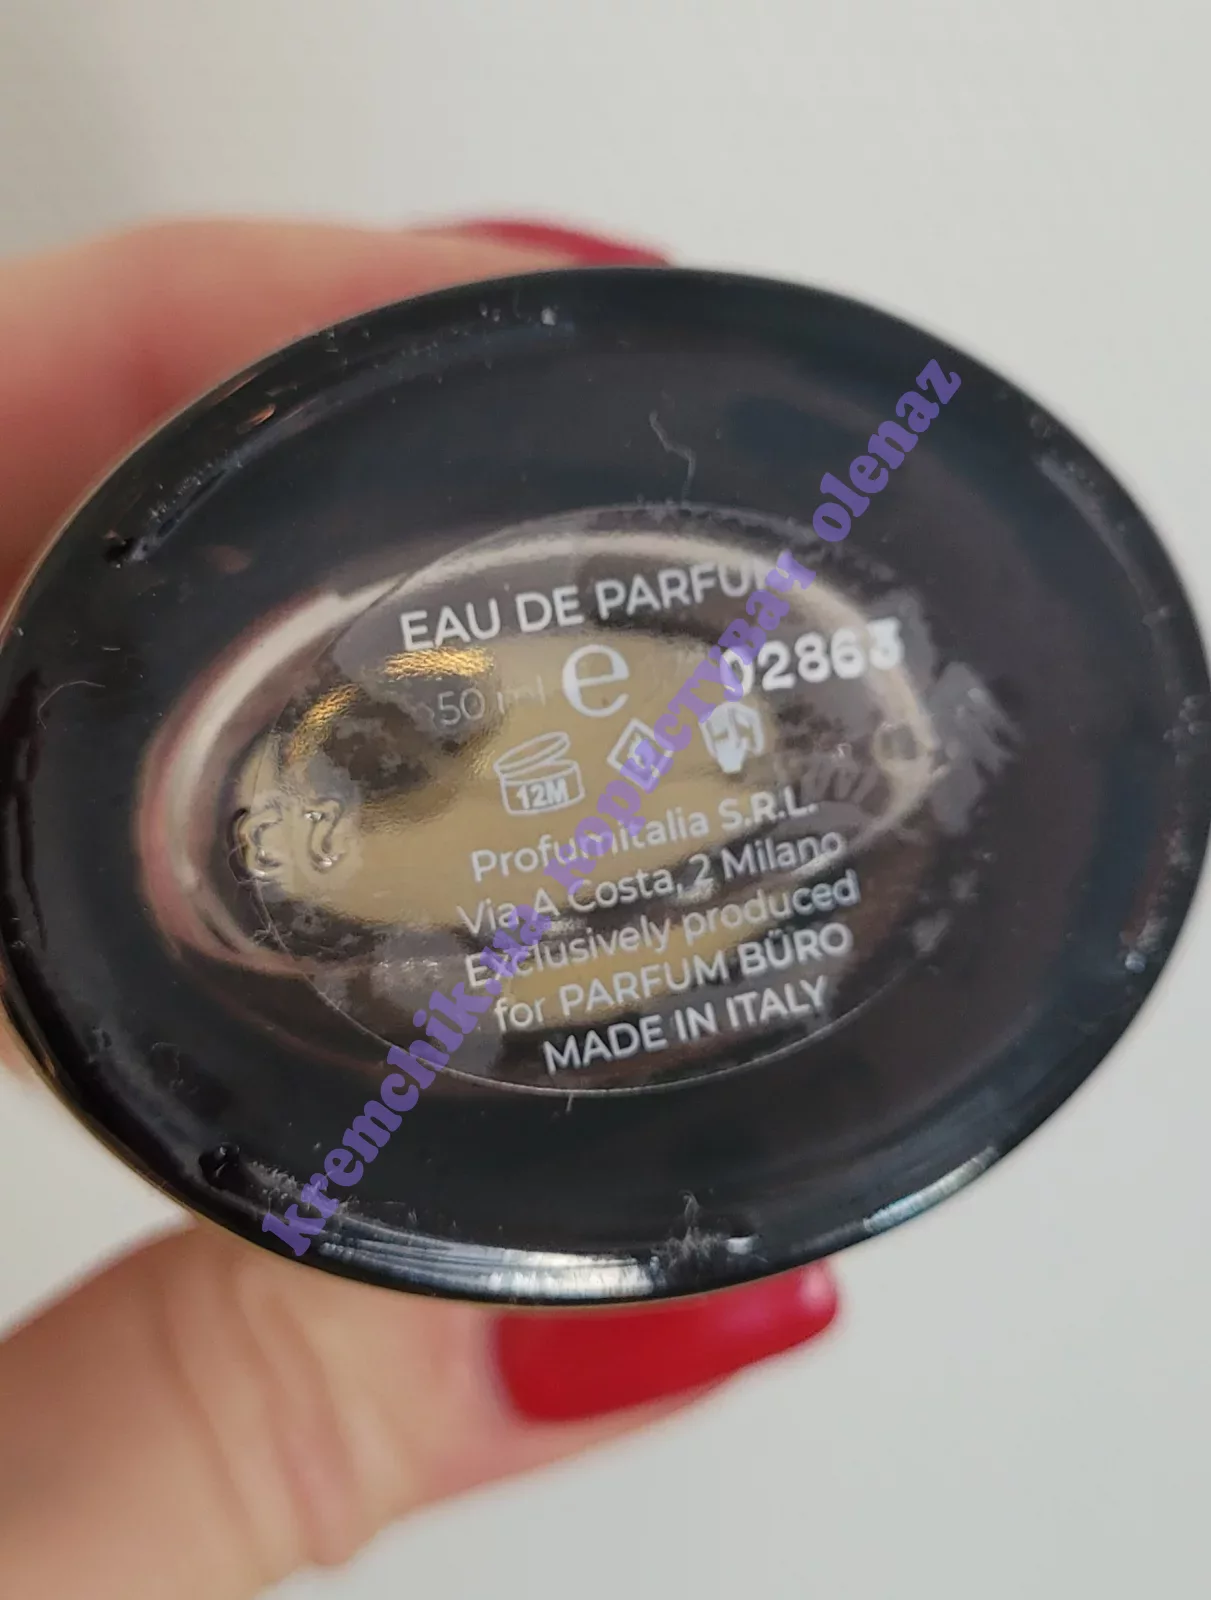 EAU DE PARFUM
50 ml e 02863
12M
Profumitalia S.R.L.
Via A Costa, 2 Milano
Exclusively produced
for PARFUM BÜRO
MADE IN ITALY
kremchik.ua користувач olenaz